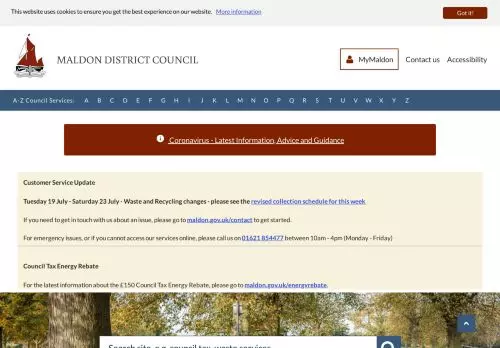 This website uses cookies to ensure you get the best experience on our website. More information
Got it!
MALDON DISTRICT COUNCIL
MyMaldon
Contact us
Accessibility
A-Z Council Services: A B C D E F G H I J K L M N O P Q R S T U V W X Y Z
Coronavirus - Latest Information, Advice and Guidance
Customer Service Update
Tuesday 19 July - Saturday 23 July - Waste and Recycling changes - please see the revised collection schedule for this week
If you need to get in touch with us about an issue, please go to maldon.gov.uk/contact to get started.
For emergency issues, or if you cannot access our services online, please call us on 01621 854477 between 10am - 4pm (Monday - Friday)
Council Tax Energy Rebate
For the latest information about the £150 Council Tax Energy Rebate, please go to maldon.gov.uk/energyrebate.
Search site, e.g. council tax, waste services